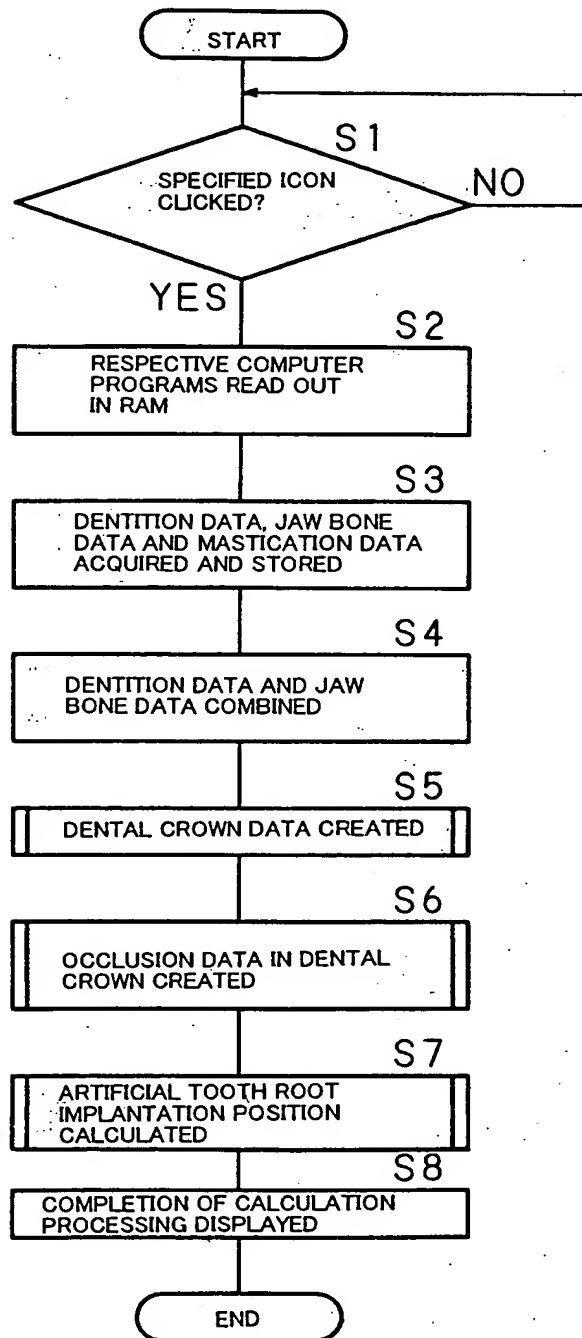 START
S1
SPECIFIED ICON
CLICKED?
NO
YES
S2
RESPECTIVE COMPUTER
PROGRAMS READ OUT
IN RAM
S3
DENTITION DATA, JAW BONE
DATA AND MASTICATION DATA
ACQUIRED AND STORED
S4
DENTITION DATA AND JAW
BONE DATA COMBINED
S5
DENTAL CROWN DATA CREATED
S6
OCCLUSION DATA IN DENTAL
CROWN CREATED
S7
ARTIFICIAL TOOTH ROOT
IMPLANTATION POSITION
CALCULATED
S8
COMPLETION OF CALCULATION
PROCESSING DISPLAYED
END